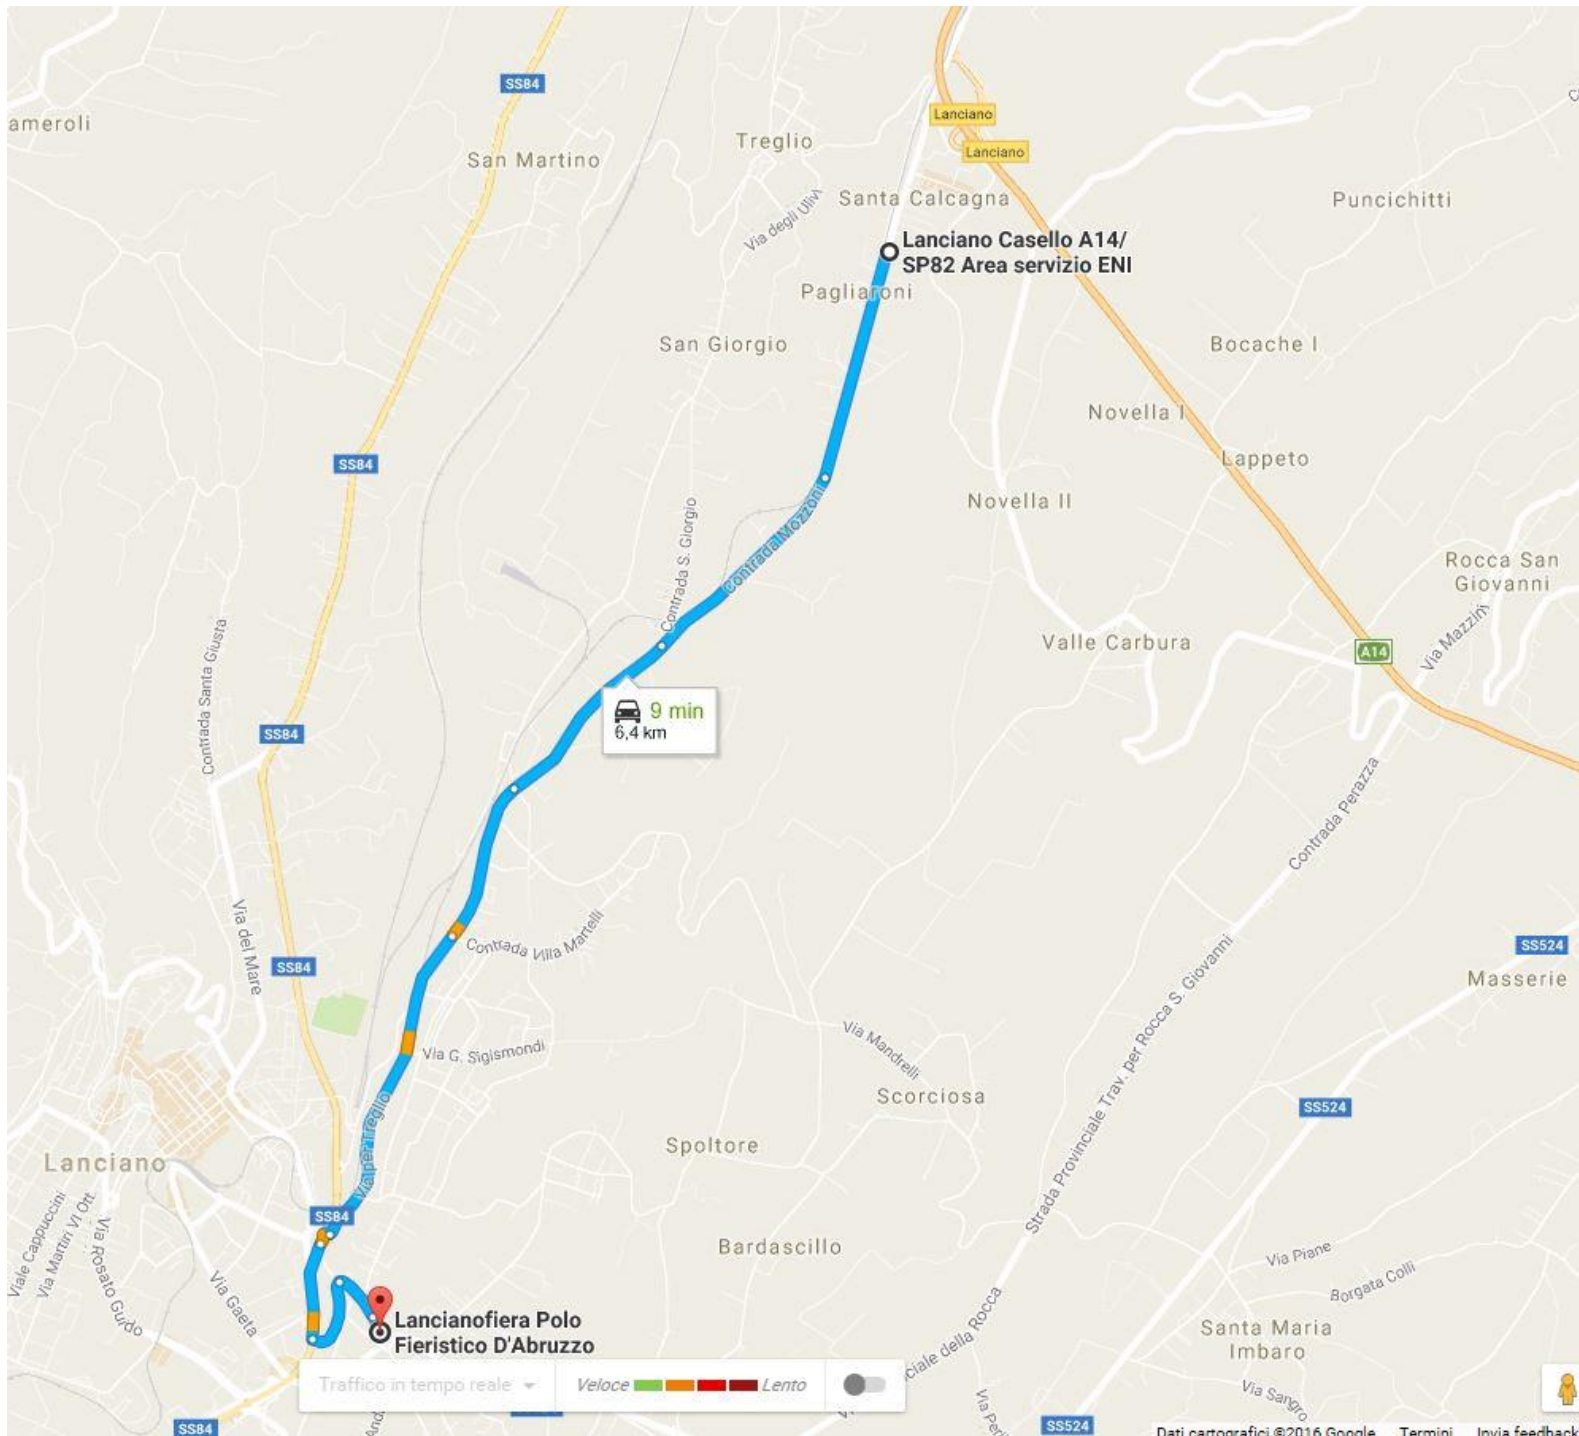 SS84
ameroli
San Martino
Treglio
Lanciano
Lanciano
Via degli Ulivi
Santa Calcagna
Puncichitti
Lanciano Casello A14/
SP82 Area servizio ENI
Pagliaroni
San Giorgio
Bocache I
Novella I
SS84
Lappeto
Novella II
Contrada Mozzoni
Contrada S. Giorgio
Rocca San
Giovanni
Contrada Santa Giusta
Valle Carbura
A14
Via Mazzini
9 min
6,4 km
SS84
Contrada Perazza
Via del Mare
Contrada Villa Martelli
SS84
SS524
Masserie
Via G. Sigismondi
Via Mandrelli
Scorciosa
SS524
Strada Provinciale Trav. per Rocca S. Giovanni
Via per Treglio
Spoltore
Lanciano
Viale Cappuccini
Via Martiri VI Ott.
Via Rosato Guido
SS84
Bardascillo
Via Piane
Borgata Colli
Via Gaeta
Lancianofiera Polo
Fieristico D'Abruzzo
Santa Maria
Imbaro
ciale della Rocca
Traffico in tempo reale
Veloce
Lento
Via Sangro
SS84
SS524
Dati cartografici ©2016 Google
Termini
Invia feedback